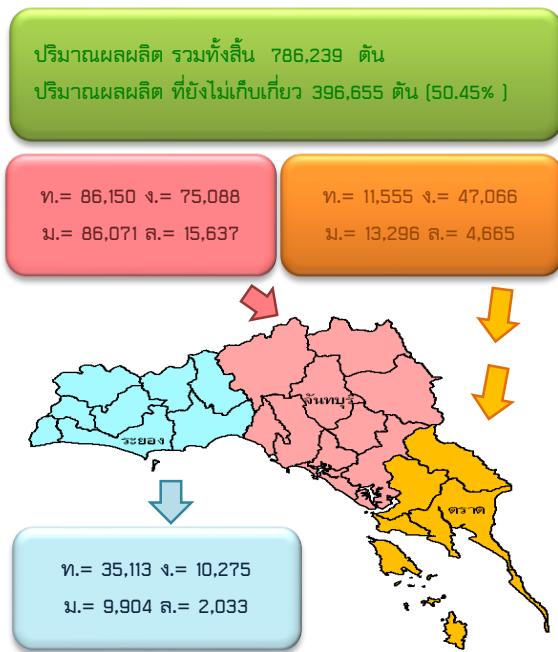 ปริมาณผลผลิต รวมทั้งสิ้น 786,239 ตัน
ปริมาณผลผลิต ที่ยังไม่เก็บเกี่ยว 396,655 ตัน (50.45% )
ท.= 86,150 ง.= 75,088
ม.= 86,071 ล.= 15,637
ท.= 11,555 ง.= 47,066
ม.= 13,296 ล.= 4,665
จันทบุรี
ระยอง
ตราด
ท.= 35,113 ง.= 10,275
ม.= 9,904 ล.= 2,033